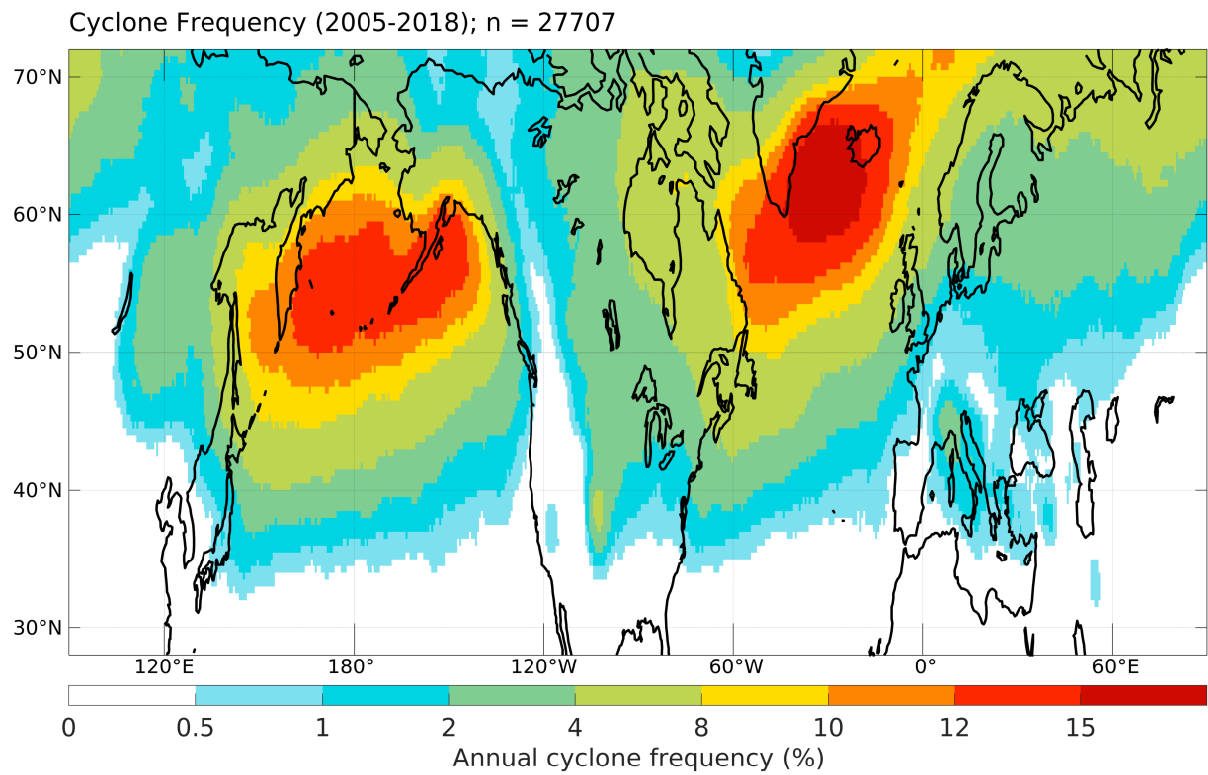 Cyclone Frequency (2005-2018); n = 27707
70°N
60°N
50°N
40°N
30°N
120°E 180° 120°W 60°W 0° 60°E
0 0.5 1 2 4 8 10 12 15
Annual cyclone frequency (%)